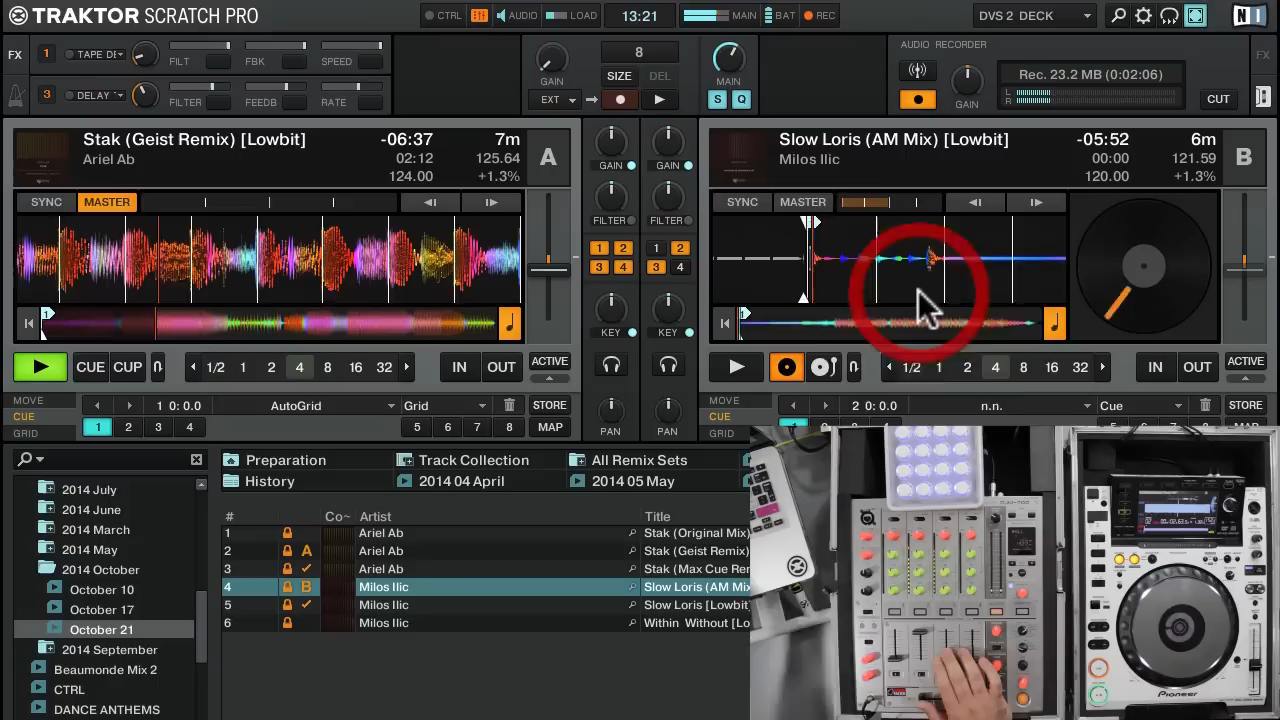 TRAKTOR SCRATCH PRO
CTRL AUDIO LOAD 13:21 MAIN BAT REC DVS 2 DECK N I
FX 1 TAPE DE FILT FBK SPEED
3 DELAY FILTER FEEDB RATE
GAIN 8 SIZE DEL EXT
MAIN S Q
AUDIO RECORDER
GAIN Rec. 23.2 MB (0:02:06) L R CUT
FX
Stak (Geist Remix) [Lowbit] -06:37 7m A
Ariel Ab 02:12 125.64
124.00 +1.3%
SYNC MASTER
GAIN GAIN
FILTER FILTER
1 2 1 2
3 4 3 4
KEY KEY
PAN PAN
Slow Loris (AM Mix) [Lowbit] -05:52 6m B
Milos Ilic 00:00 121.59
120.00 +1.3%
SYNC MASTER
1
1
CUE CUP 1/2 1 2 4 8 16 32 IN OUT ACTIVE
1/2 1 2 4 8 16 32 IN OUT ACTIVE
MOVE CUE GRID 1 0: 0.0 AutoGrid Grid STORE
1 2 3 4 5 6 7 8 MAP
MOVE CUE GRID 2 0: 0.0 n.n. Cue STORE
Preparation Track Collection All Remix Sets
History 2014 04 April 2014 05 May
2014 July
2014 June
2014 March
2014 May
2014 October
October 10
October 17
October 21
2014 September
Beaumonde Mix 2
CTRL
DANCE ANTHEMS
# Co~ Artist Title
1 Ariel Ab Stak (Original Mix)
2 A Ariel Ab Stak (Geist Remix)
3 Ariel Ab Stak (Max Cue Rem
4 B Milos Ilic Slow Loris (AM Mix
5 Milos Ilic Slow Loris [Lowbit]
6 Milos Ilic Within Without [Lo
Pioneer